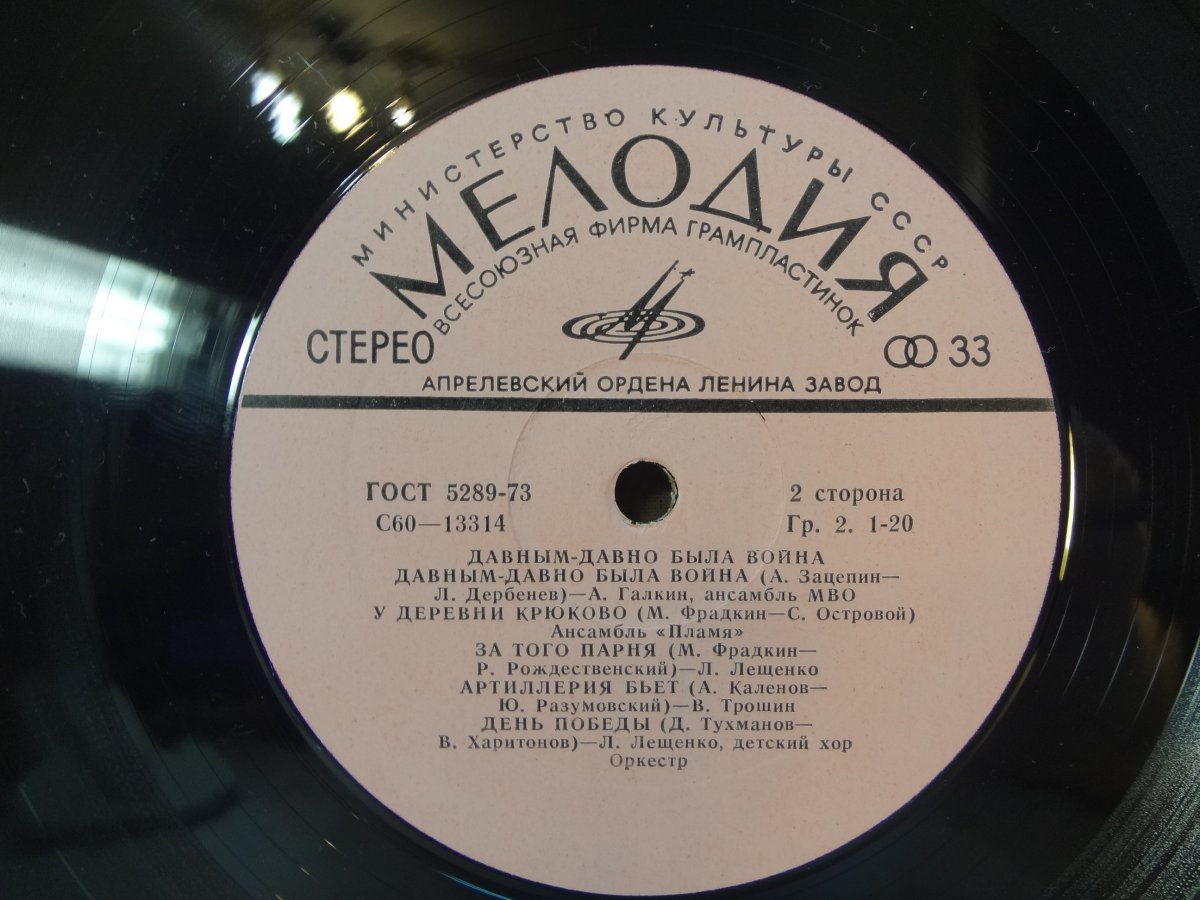 МИНИСТЕРСТВО КУЛЬТУРЫ СССР
МЕЛОДИЯ
ВСЕСОЮЗНАЯ ФИРМА ГРАМПЛАСТИНОК
СТЕРЕО
33
АПРЕЛЕВСКИЙ ОРДЕНА ЛЕНИНА ЗАВОД
ГОСТ 5289-73
2 сторона
С60—13314
Гр. 2. 1-20
ДАВНЫМ-ДАВНО БЫЛА ВОЙНА
ДАВНЫМ-ДАВНО БЫЛА ВОЙНА (А. Зацепин—
Л. Дербенев)—А. Галкин, ансамбль МВО
У ДЕРЕВНИ КРЮКОВО (М. Фрадкин—С. Островой)
Ансамбль «Пламя»
ЗА ТОГО ПАРНЯ (М. Фрадкин—
Р. Рождественский)—Л. Лещенко
АРТИЛЛЕРИЯ БЬЕТ (А. Каленов—
Ю. Разумовский)—В. Трошин
ДЕНЬ ПОБЕДЫ (Д. Тухманов—
В. Харитонов)—Л. Лещенко, детский хор
Оркестр